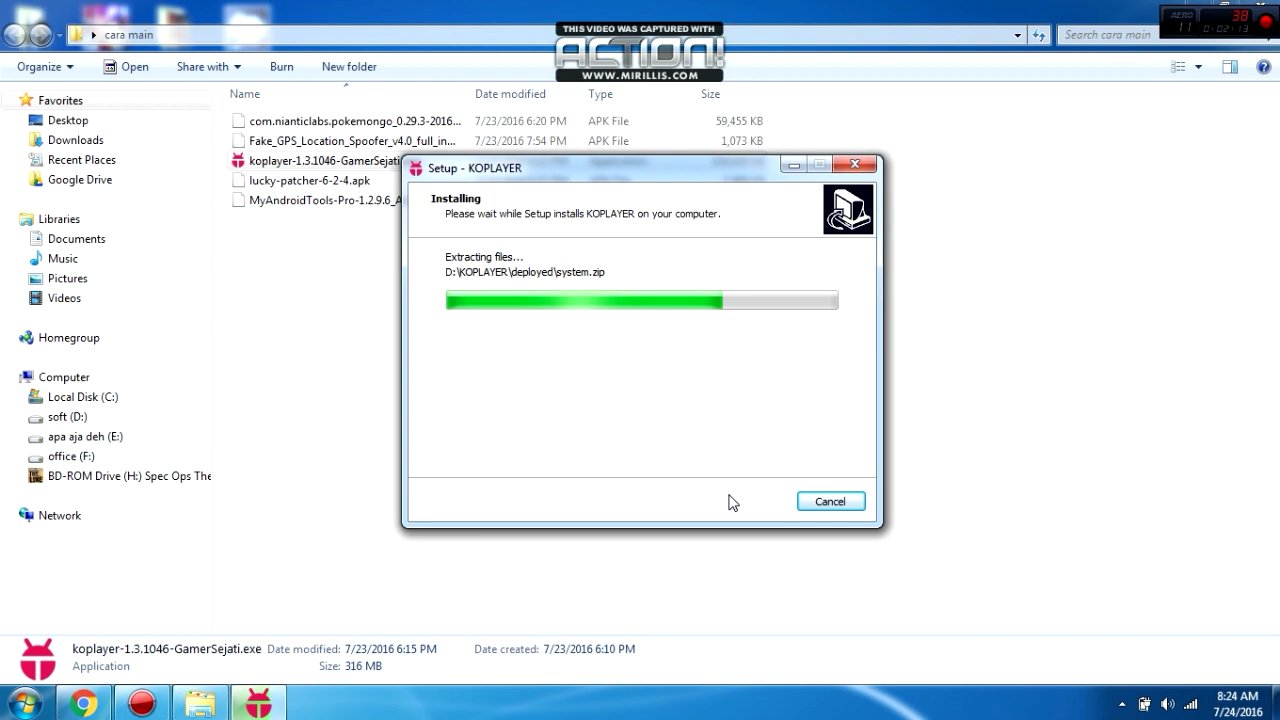 cara main
Search cara main
THIS VIDEO WAS CAPTURED WITH
ACTION!
WWW.MIRILLIS.COM
AERO
11
38
0:02:13
Organize
Open
Share with
Burn
New folder
Name
Date modified
Type
Size
com.nianticlabs.pokemongo_0.29.3-2016... 7/23/2016 6:20 PM APK File 59,455 KB
Fake_GPS_Location_Spoofer_v4.0_full_in... 7/23/2016 7:54 PM APK File 1,073 KB
koplayer-1.3.1046-GamerSejati
lucky-patcher-6-2-4.apk
MyAndroidTools-Pro-1.2.9.6_A
Favorites
Desktop
Downloads
Recent Places
Google Drive
Libraries
Documents
Music
Pictures
Videos
Homegroup
Computer
Local Disk (C:)
soft (D:)
apa aja deh (E:)
office (F:)
BD-ROM Drive (H:) Spec Ops The
Network
Setup - KOPLAYER
Installing
Please wait while Setup installs KOPLAYER on your computer.
Extracting files...
D:\KOPLAYER\deployed\system.zip
Cancel
koplayer-1.3.1046-GamerSejati.exe Date modified: 7/23/2016 6:15 PM Date created: 7/23/2016 6:10 PM
Application Size: 316 MB
8:24 AM
7/24/2016